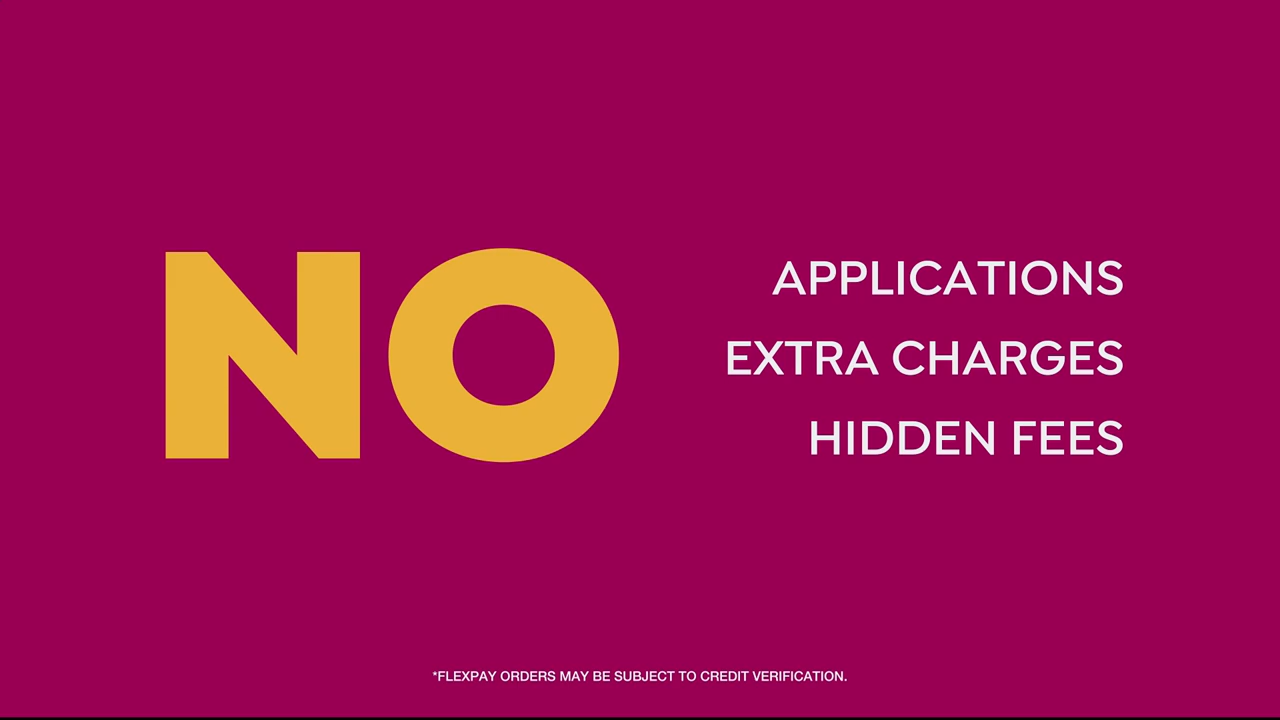 NO
APPLICATIONS
EXTRA CHARGES
HIDDEN FEES
*FLEXPAY ORDERS MAY BE SUBJECT TO CREDIT VERIFICATION.